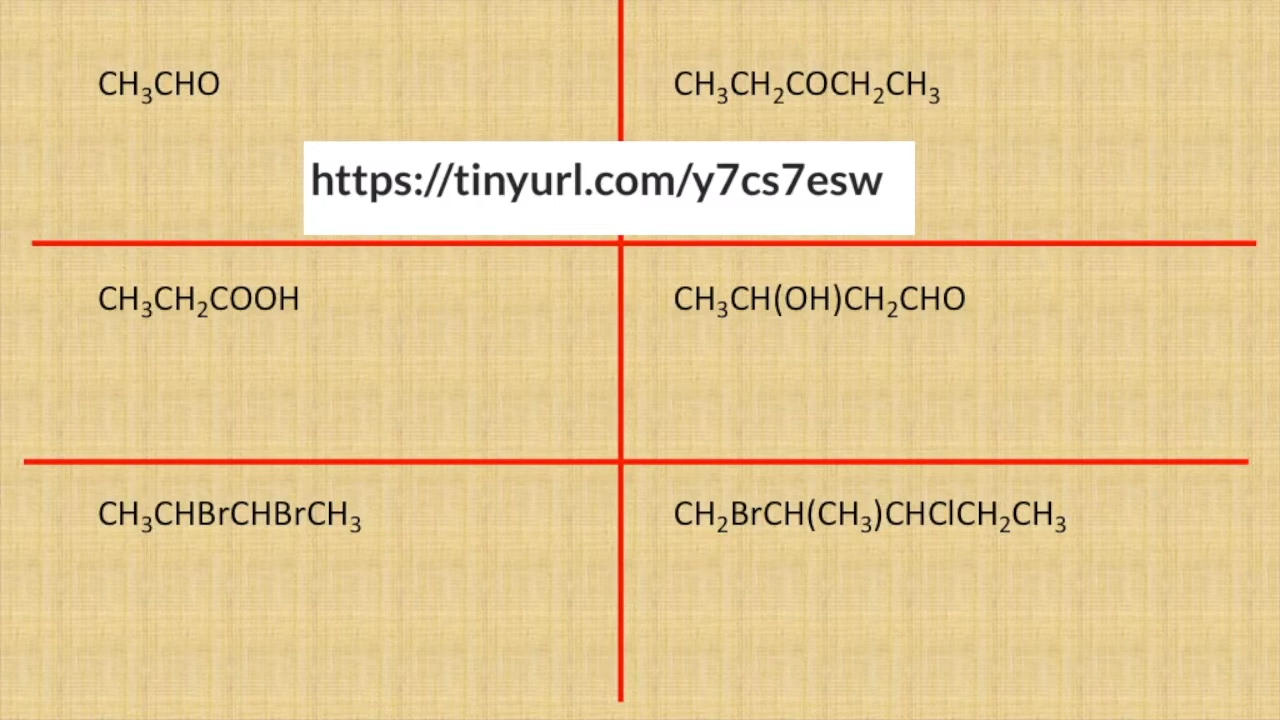 CH₃CHO
CH₃CH₂COCH₂CH₃
https://tinyurl.com/y7cs7esw
CH₃CH₂COOH
CH₃CH(OH)CH₂CHO
CH₃CHBrCHBrCH₃
CH₂BrCH(CH₃)CHClCH₂CH₃